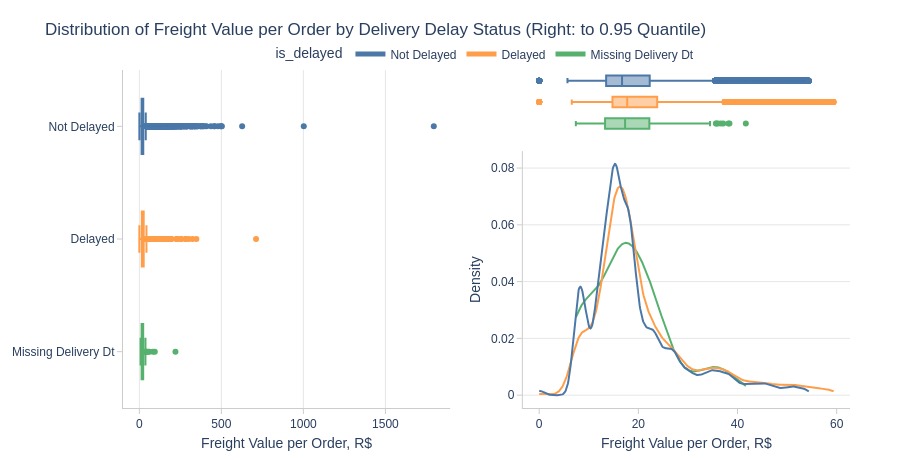 Distribution of Freight Value per Order by Delivery Delay Status (Right: to 0.95 Quantile)
is_delayed Not Delayed Delayed Missing Delivery Dt
Not Delayed
Delayed
Missing Delivery Dt
0 500 1000 1500
Freight Value per Order, R$
0.08
0.06
0.04
0.02
0
Density
0 20 40 60
Freight Value per Order, R$